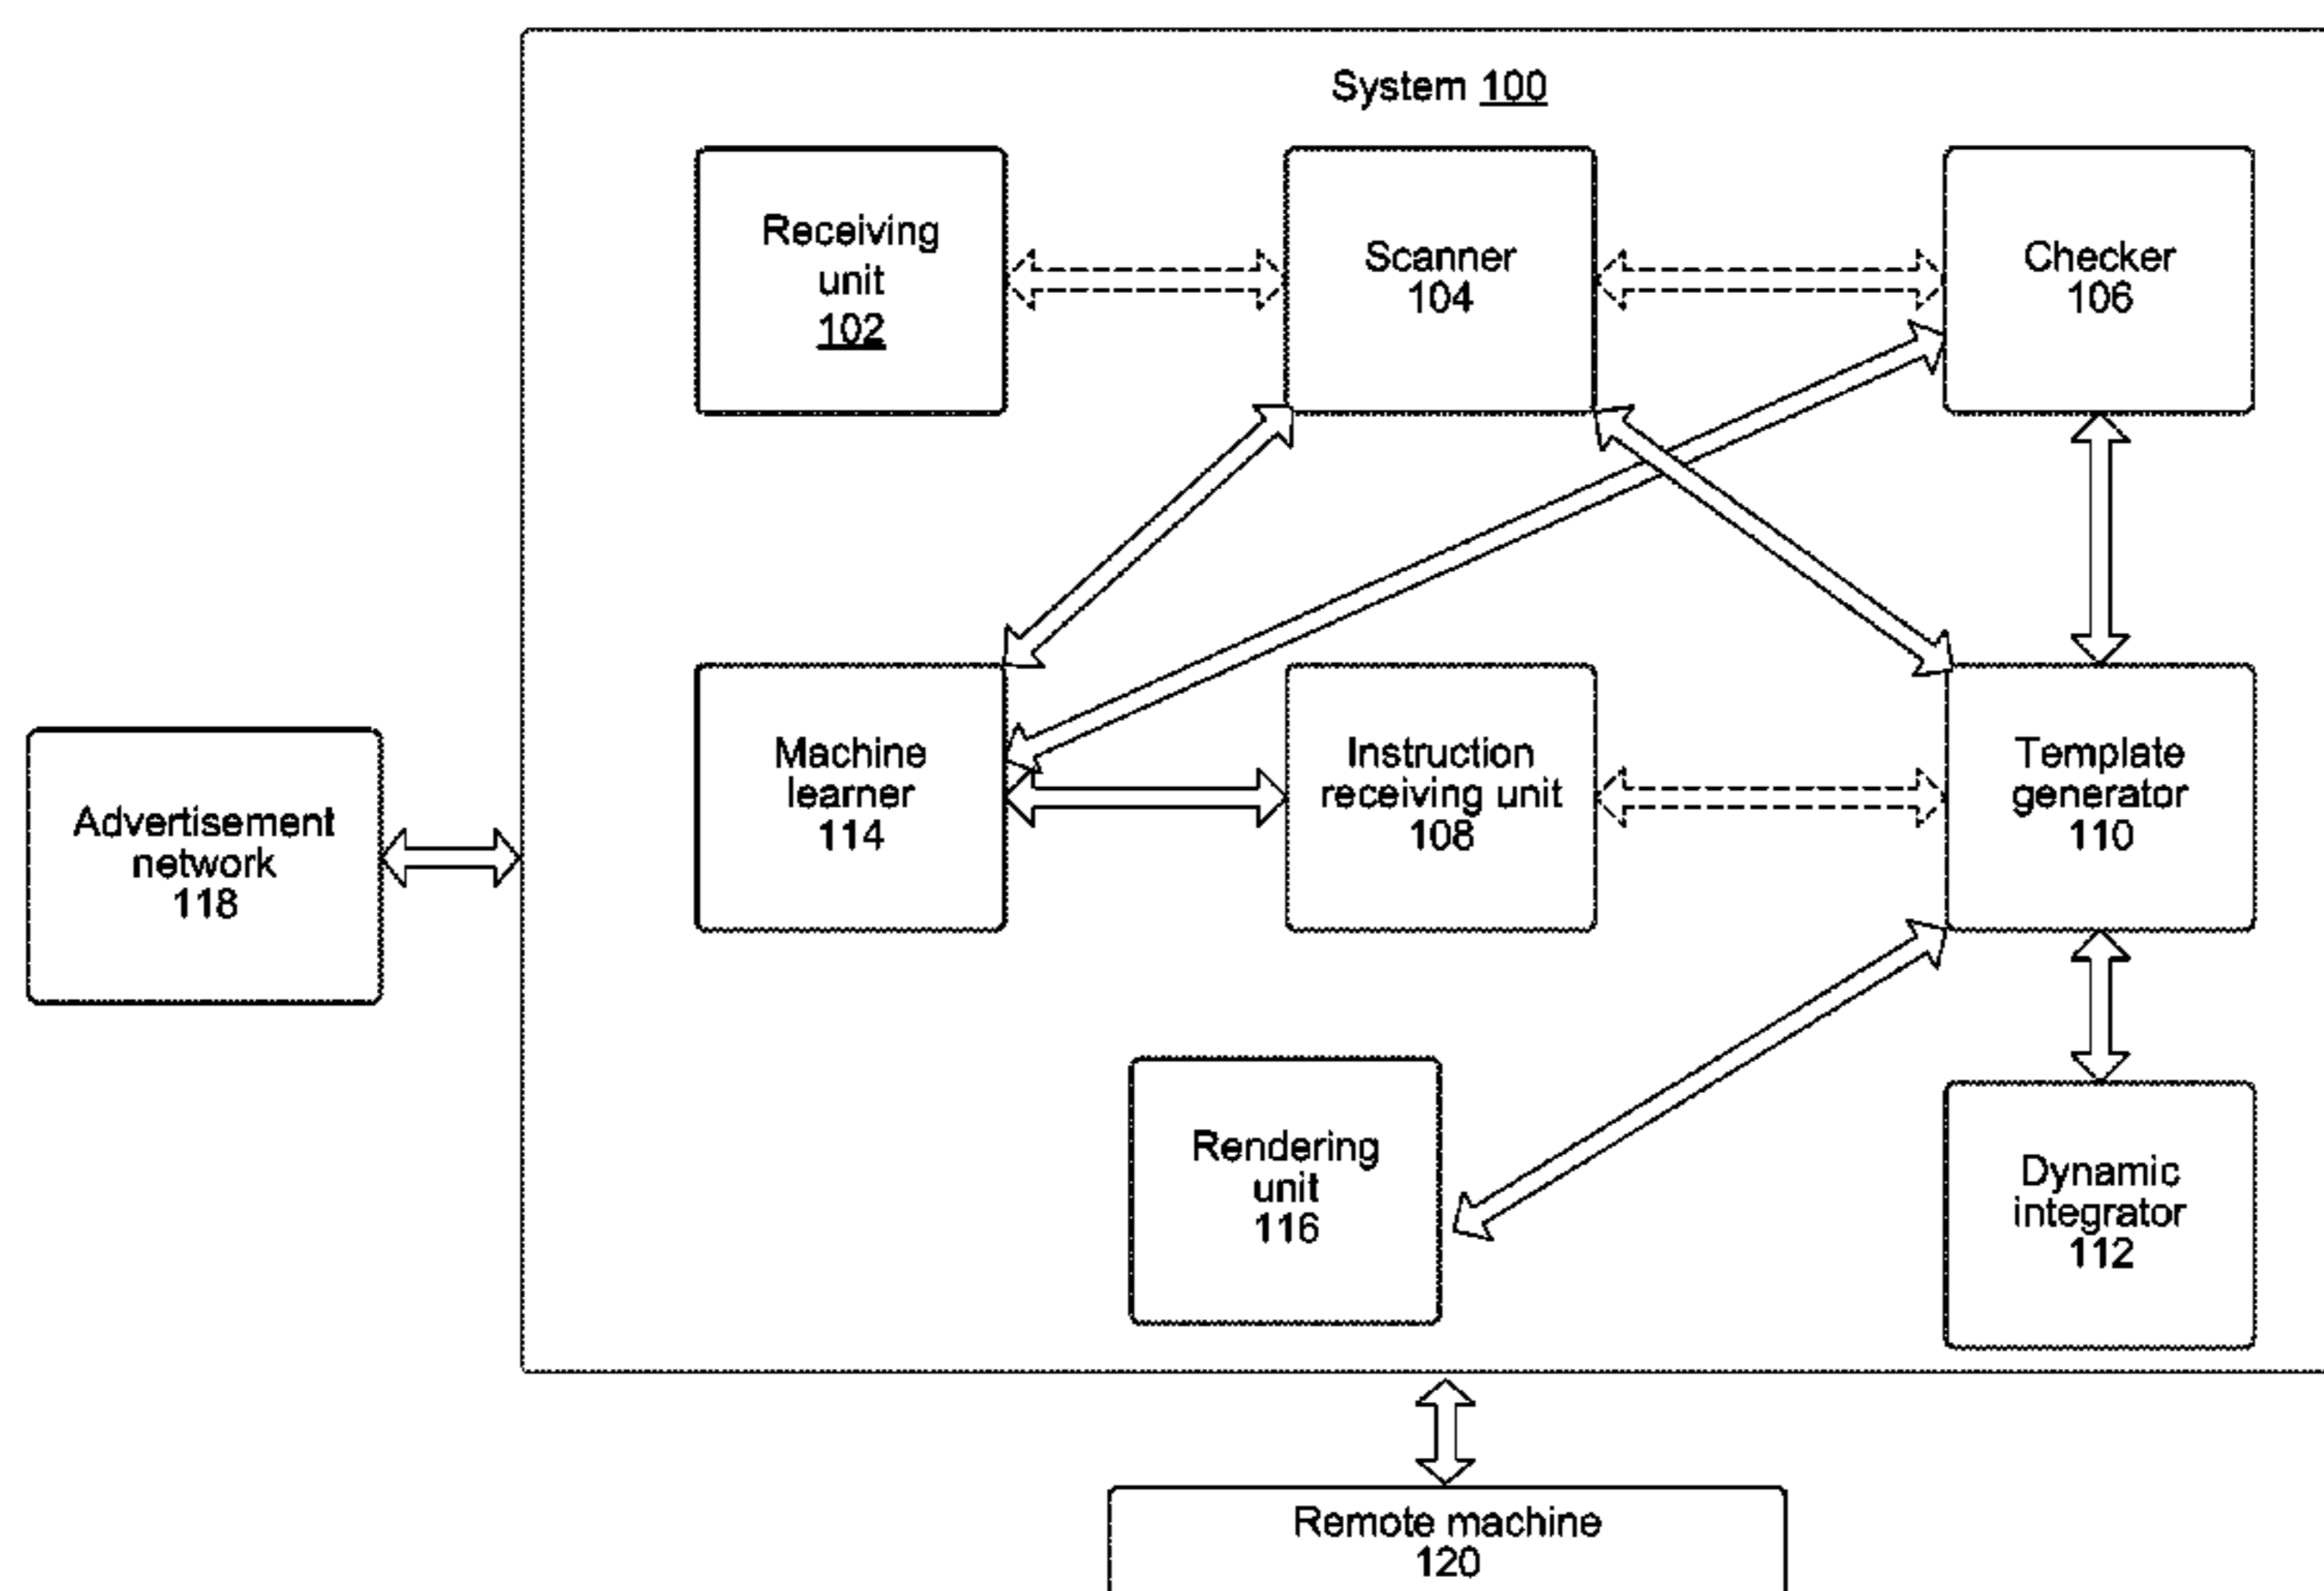 System 100
Receiving
unit
102
Scanner
104
Checker
106
Machine
learner
114
Instruction
receiving unit
108
Template
generator
110
Advertisement
network
118
Rendering
unit
116
Dynamic
integrator
112
Remote machine
120